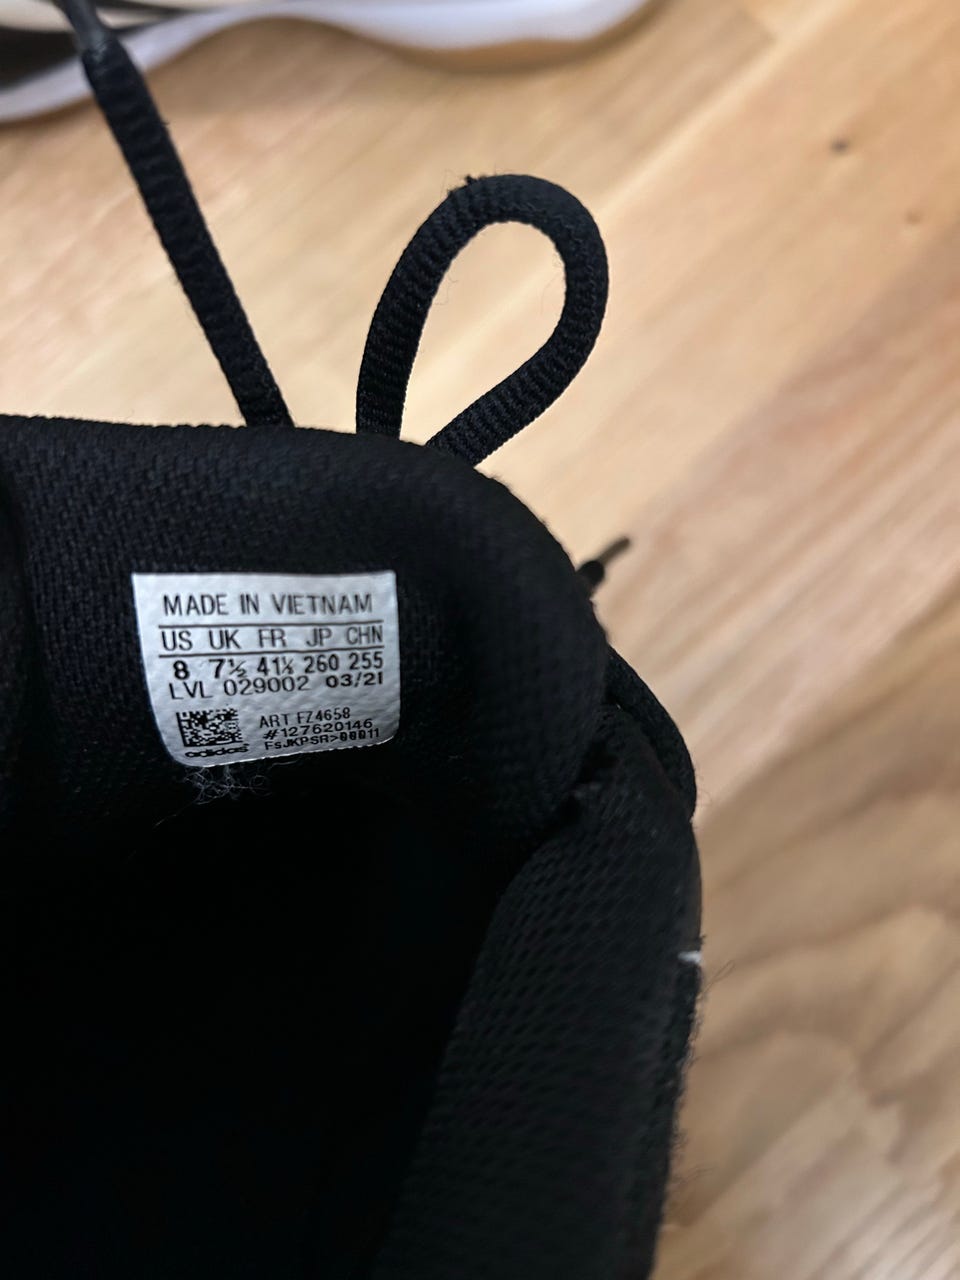 MADE IN VIETNAM
US UK FR JP CHN
8 7½ 41⅓ 260 255
LVL 029002 03/21
ART FZ4658
#127620146
adidas